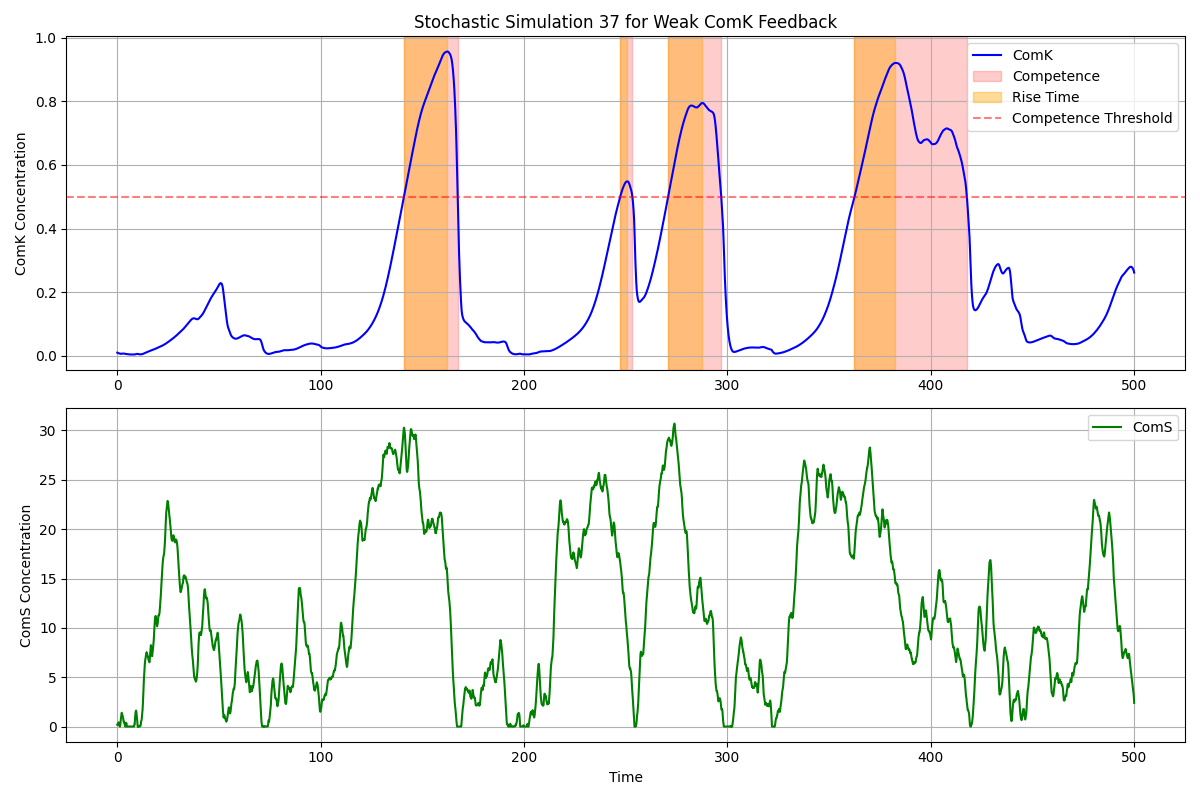 Stochastic Simulation 37 for Weak ComK Feedback
ComK Concentration
1.0
0.8
0.6
0.4
0.2
0.0
ComK
Competence
Rise Time
Competence Threshold
0 100 200 300 400 500
ComS Concentration
30
25
20
15
10
5
0
ComS
0 100 200 300 400 500
Time